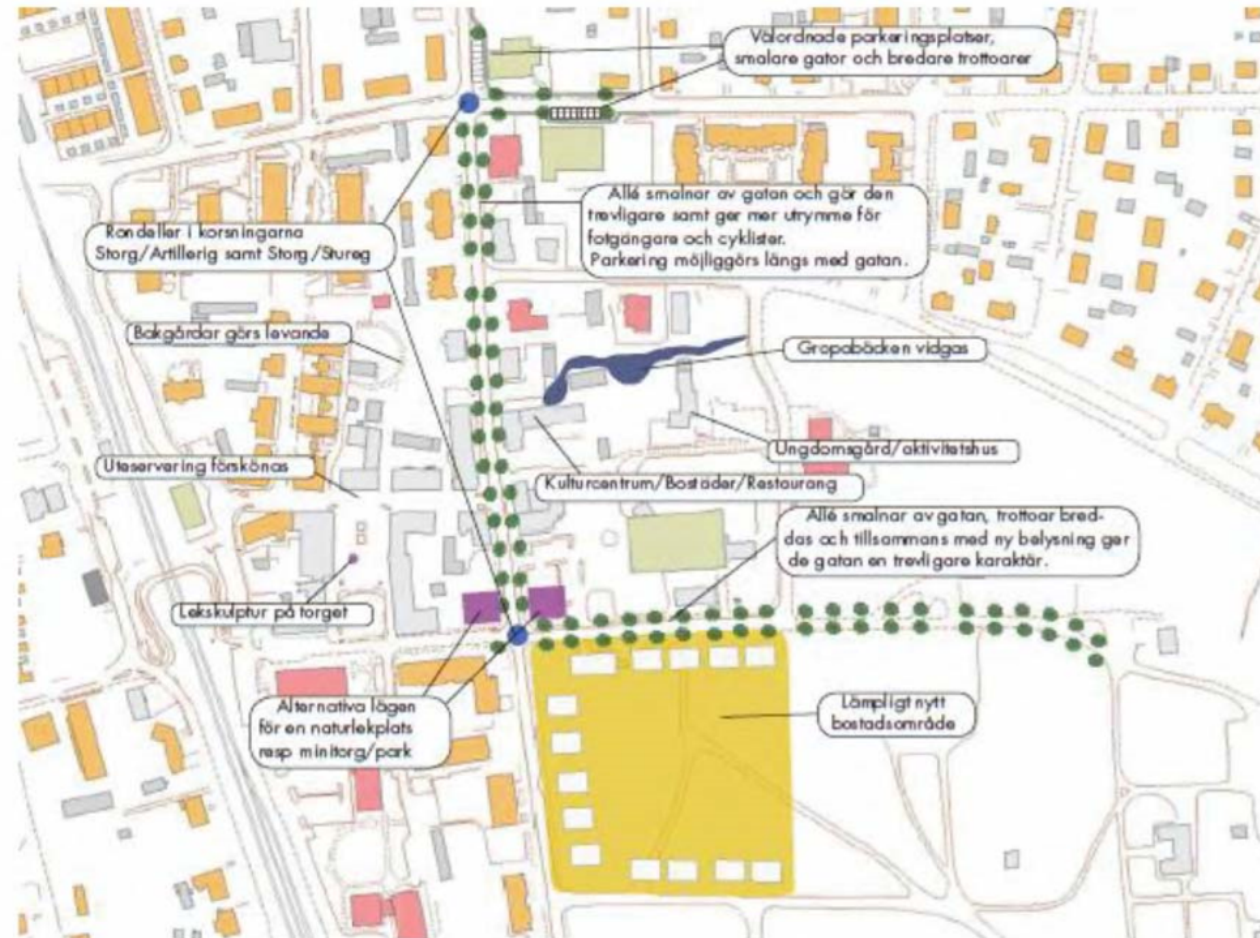 Välordnade parkeringsplatser,
smalare gator och bredare trottoarer
Allé smalnar av gatan och gör den
trevligare samt ger mer utrymme för
fotgängare och cyklister.
Parkering möjliggörs längs med gatan.
Rondeller i korsningarna
Storg/Artillerig samt Storg/Stureg
Bakgårdar görs levande
Gropabäcken vidgas
Ungdomsgård/aktivitetshus
Uteservering förskönas
Kulturcentrum/Bostäder/Restaurang
Allé smalnar av gatan, trottoar bred-
das och tillsammans med ny belysning ger
de gatan en trevligare karaktär.
Lekskulptur på torget
Alternativa lägen
för en naturlekplats
resp minitorg/park
Lämpligt nytt
bostadsområde